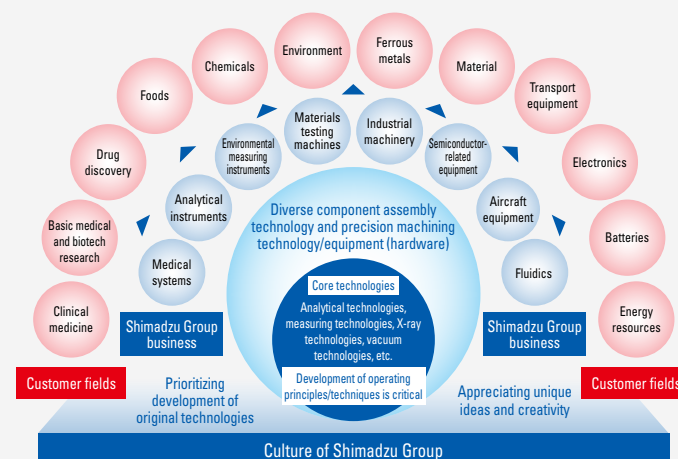 Environment
Ferrous
metals
Chemicals
Material
Foods
Transport
equipment
Materials
testing
machines
Industrial
machinery
Drug
discovery
Environmental
measuring
instruments
Semiconductor-
related
equipment
Electronics
Analytical
instruments
Aircraft
equipment
Basic medical
and biotech
research
Batteries
Medical
systems
Fluidics
Diverse component assembly
technology and precision machining
technology/equipment (hardware)
Clinical
medicine
Energy
resources
Core technologies
Analytical technologies,
measuring technologies, X-ray
technologies, vacuum
technologies, etc.
Development of operating
principles/techniques is critical
Shimadzu Group
business
Shimadzu Group
business
Customer fields
Customer fields
Prioritizing
development of
original technologies
Appreciating unique
ideas and creativity
Culture of Shimadzu Group